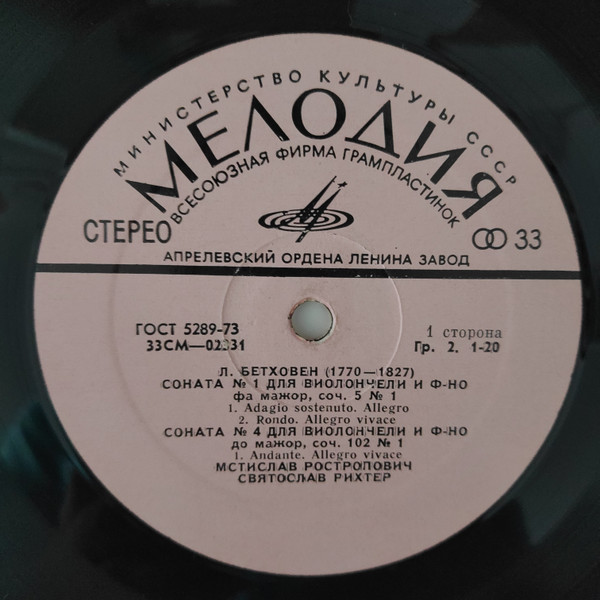 МИНИСТЕРСТВО КУЛЬТУРЫ СССР
МЕЛОДИЯ
ВСЕСОЮЗНАЯ ФИРМА ГРАМПЛАСТИНОК
СТЕРЕО
33
АПРЕЛЕВСКИЙ ОРДЕНА ЛЕНИНА ЗАВОД
ГОСТ 5289-73
33СМ—02331
1 сторона
Гр. 2. 1-20
Л. БЕТХОВЕН (1770—1827)
СОНАТА № 1 ДЛЯ ВИОЛОНЧЕЛИ И Ф-НО
фа мажор, соч. 5 № 1
1. Adagio sostenuto. Allegro
2. Rondo. Allegro vivace
СОНАТА № 4 ДЛЯ ВИОЛОНЧЕЛИ И Ф-НО
до мажор, соч. 102 № 1
1. Andante. Allegro vivace
МСТИСЛАВ РОСТРОПОВИЧ
СВЯТОСЛАВ РИХТЕР